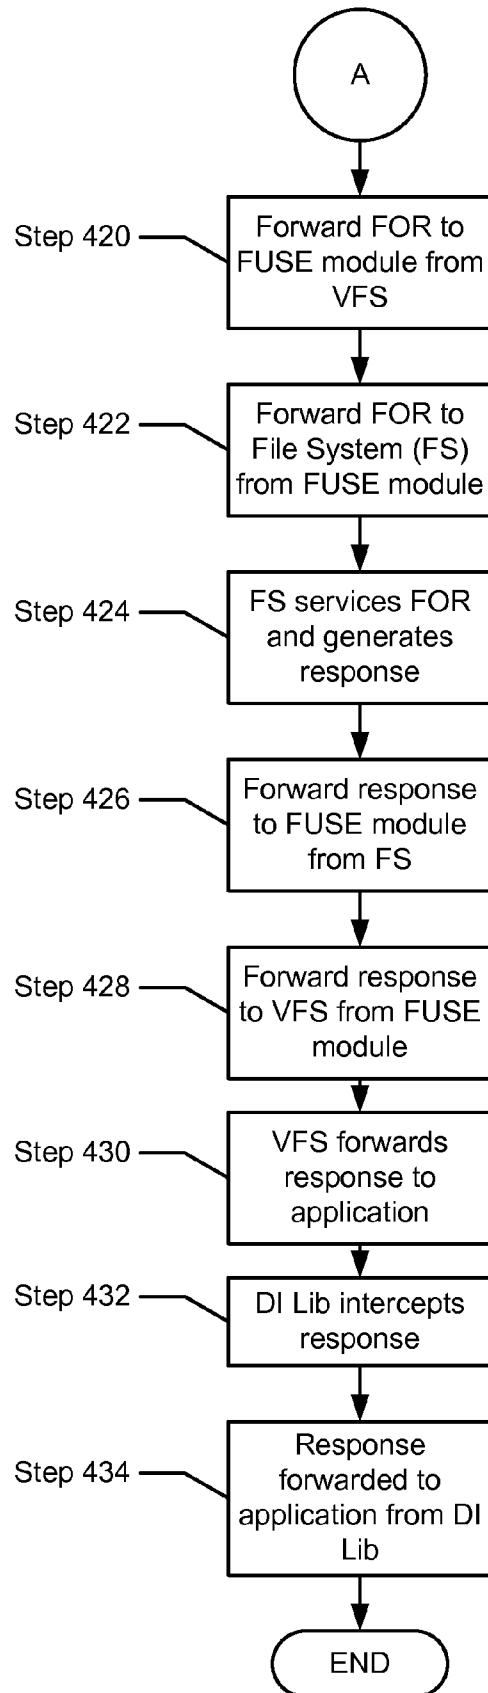 A
Step 420
Forward FOR to
FUSE module from
VFS
Step 422
Forward FOR to
File System (FS)
from FUSE module
Step 424
FS services FOR
and generates
response
Step 426
Forward response
to FUSE module
from FS
Step 428
Forward response
to VFS from FUSE
module
Step 430
VFS forwards
response to
application
Step 432
DI Lib intercepts
response
Step 434
Response
forwarded to
application from DI
Lib
END